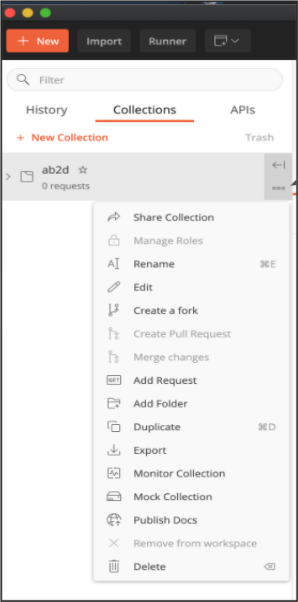 + New Import Runner
Filter
History Collections APIs
+ New Collection Trash
ab2d
0 requests
Share Collection
Manage Roles
Rename ⌘E
Edit
Create a fork
Create Pull Request
Merge changes
GET Add Request
Add Folder
Duplicate ⌘D
Export
Monitor Collection
Mock Collection
Publish Docs
Remove from workspace
Delete ⌫